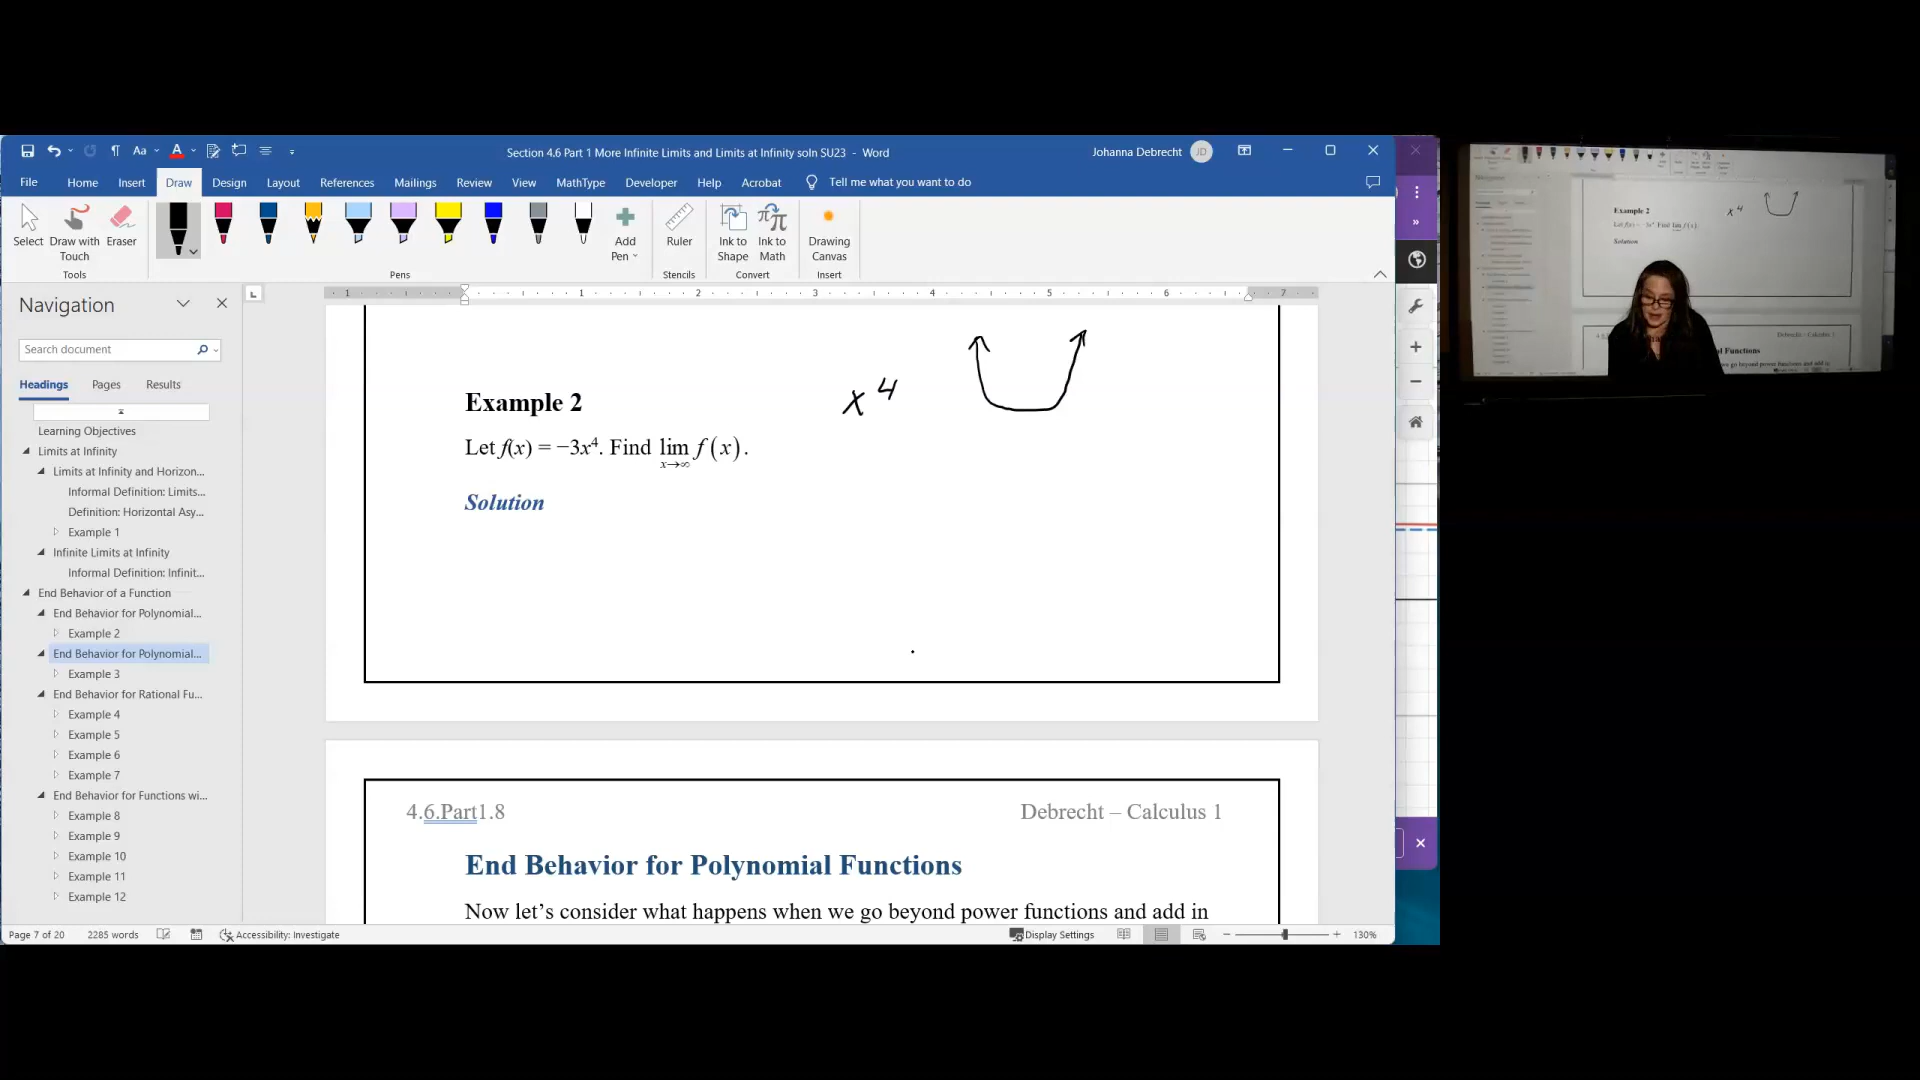 Section 4.6 Part 1 More Infinite Limits and Limits at Infinity soln SU23 - Word
Johanna Debrecht JD
File Home Insert Draw Design Layout References Mailings Review View MathType Developer Help Acrobat Tell me what you want to do
Select
Draw with Touch
Eraser
Add Pen
Ruler
Ink to Shape
Ink to Math
Drawing Canvas
Tools Pens Stencils Convert Insert
Navigation
Search document
Headings Pages Results
Learning Objectives
Limits at Infinity
Limits at Infinity and Horizon...
Informal Definition: Limits...
Definition: Horizontal Asy...
Example 1
Infinite Limits at Infinity
Informal Definition: Infinit...
End Behavior of a Function
End Behavior for Polynomial...
Example 2
End Behavior for Polynomial...
Example 3
End Behavior for Rational Fu...
Example 4
Example 5
Example 6
Example 7
End Behavior for Functions wi...
Example 8
Example 9
Example 10
Example 11
Example 12
1 1 2 3 4 5 6 7
x⁴
Example 2
Let f(x) = −3x⁴. Find lim x→∞ f(x).
Solution
4.6.Part1.8 Debrecht – Calculus 1
End Behavior for Polynomial Functions
Now let’s consider what happens when we go beyond power functions and add in
Page 7 of 20 2285 words Accessibility: Investigate Display Settings 130%